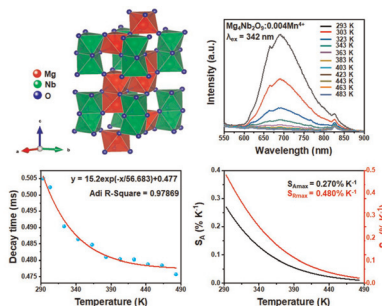 Mg
Nb
O
c
a
b
Mg₄Nb₂O₉:0.004Mn⁴⁺
λex = 342 nm
293 K
303 K
323 K
343 K
363 K
383 K
403 K
423 K
443 K
463 K
483 K
Intensity (a.u.)
550 600 650 700 750 800 850 900
Wavelength (nm)
y = 15.2exp(-x/56.683)+0.477
Adi R-Square = 0.97869
Decay time (ms)
0.505
0.500
0.495
0.490
0.485
0.480
0.475
290 340 390 440 490
Temperature (K)
SAmax=0.270% K⁻¹
SRmax=0.480% K⁻¹
(% K⁻¹)
0.4
0.3
0.2
0.1
0.0
0.5
0.4
0.3
0.2
0.1
0.0
290 340 390 440 490
Temperature (K)